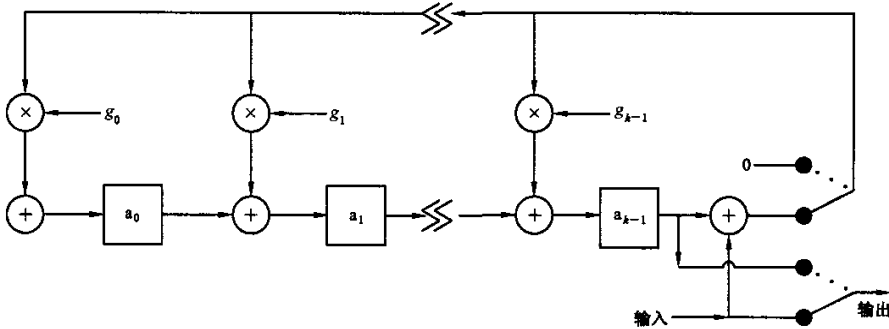 ×
×
×
g₀
g₁
gₖ₋₁
0
+
a₀
+
a₁
+
aₖ₋₁
+
输入
输出